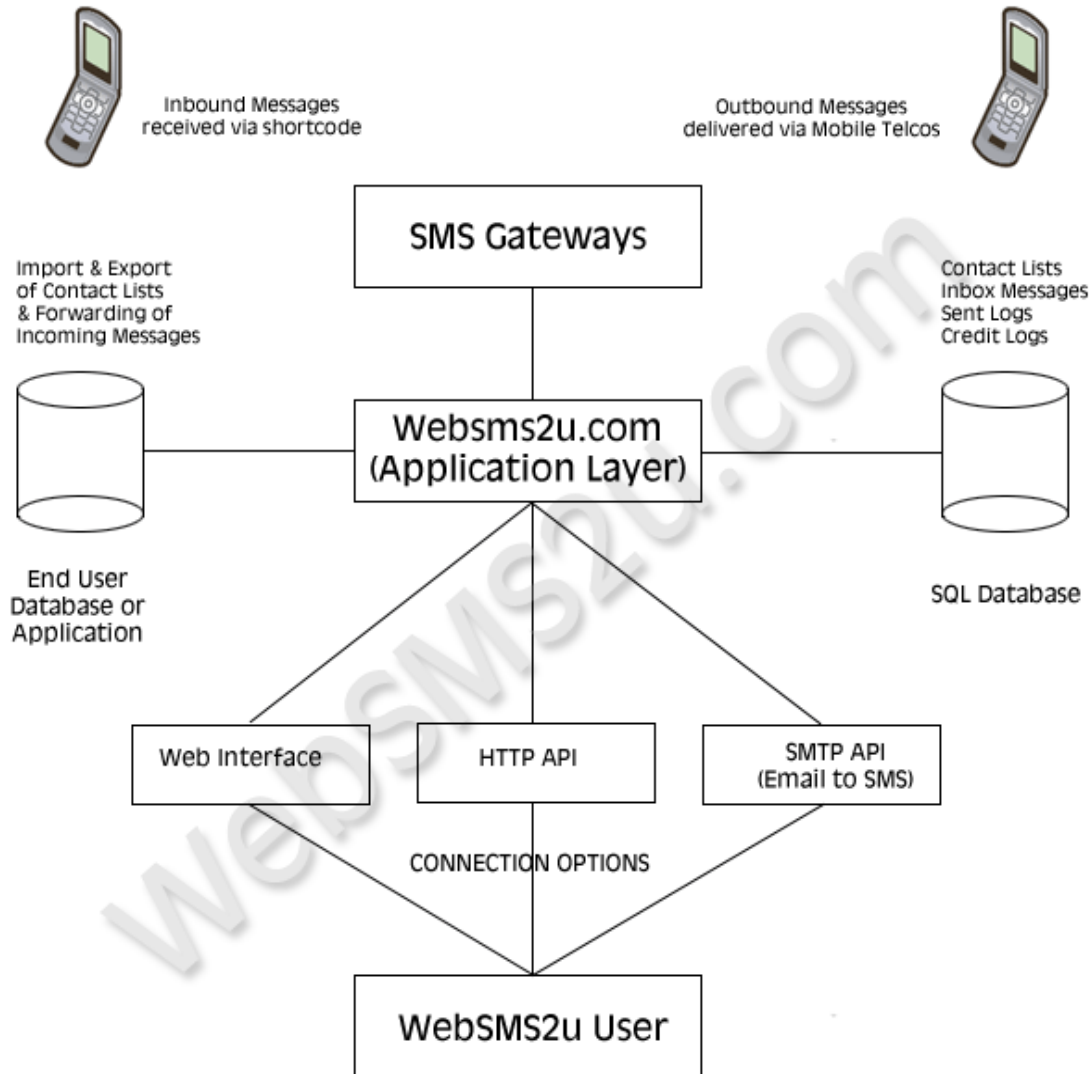 Inbound Messages
received via shortcode
Outbound Messages
delivered via Mobile Telcos
SMS Gateways
Import & Export
of Contact Lists
& Forwarding of
Incoming Messages
Contact Lists
Inbox Messages
Sent Logs
Credit Logs
Websms2u.com
(Application Layer)
End User
Database or
Application
SQL Database
Web Interface
HTTP API
SMTP API
(Email to SMS)
CONNECTION OPTIONS
WebSMS2u User
WebSMS2u.com